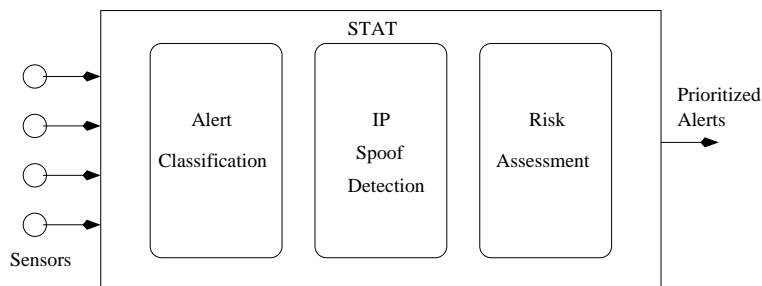 STAT
Alert
Classification
IP
Spoof
Detection
Risk
Assessment
Prioritized
Alerts
Sensors